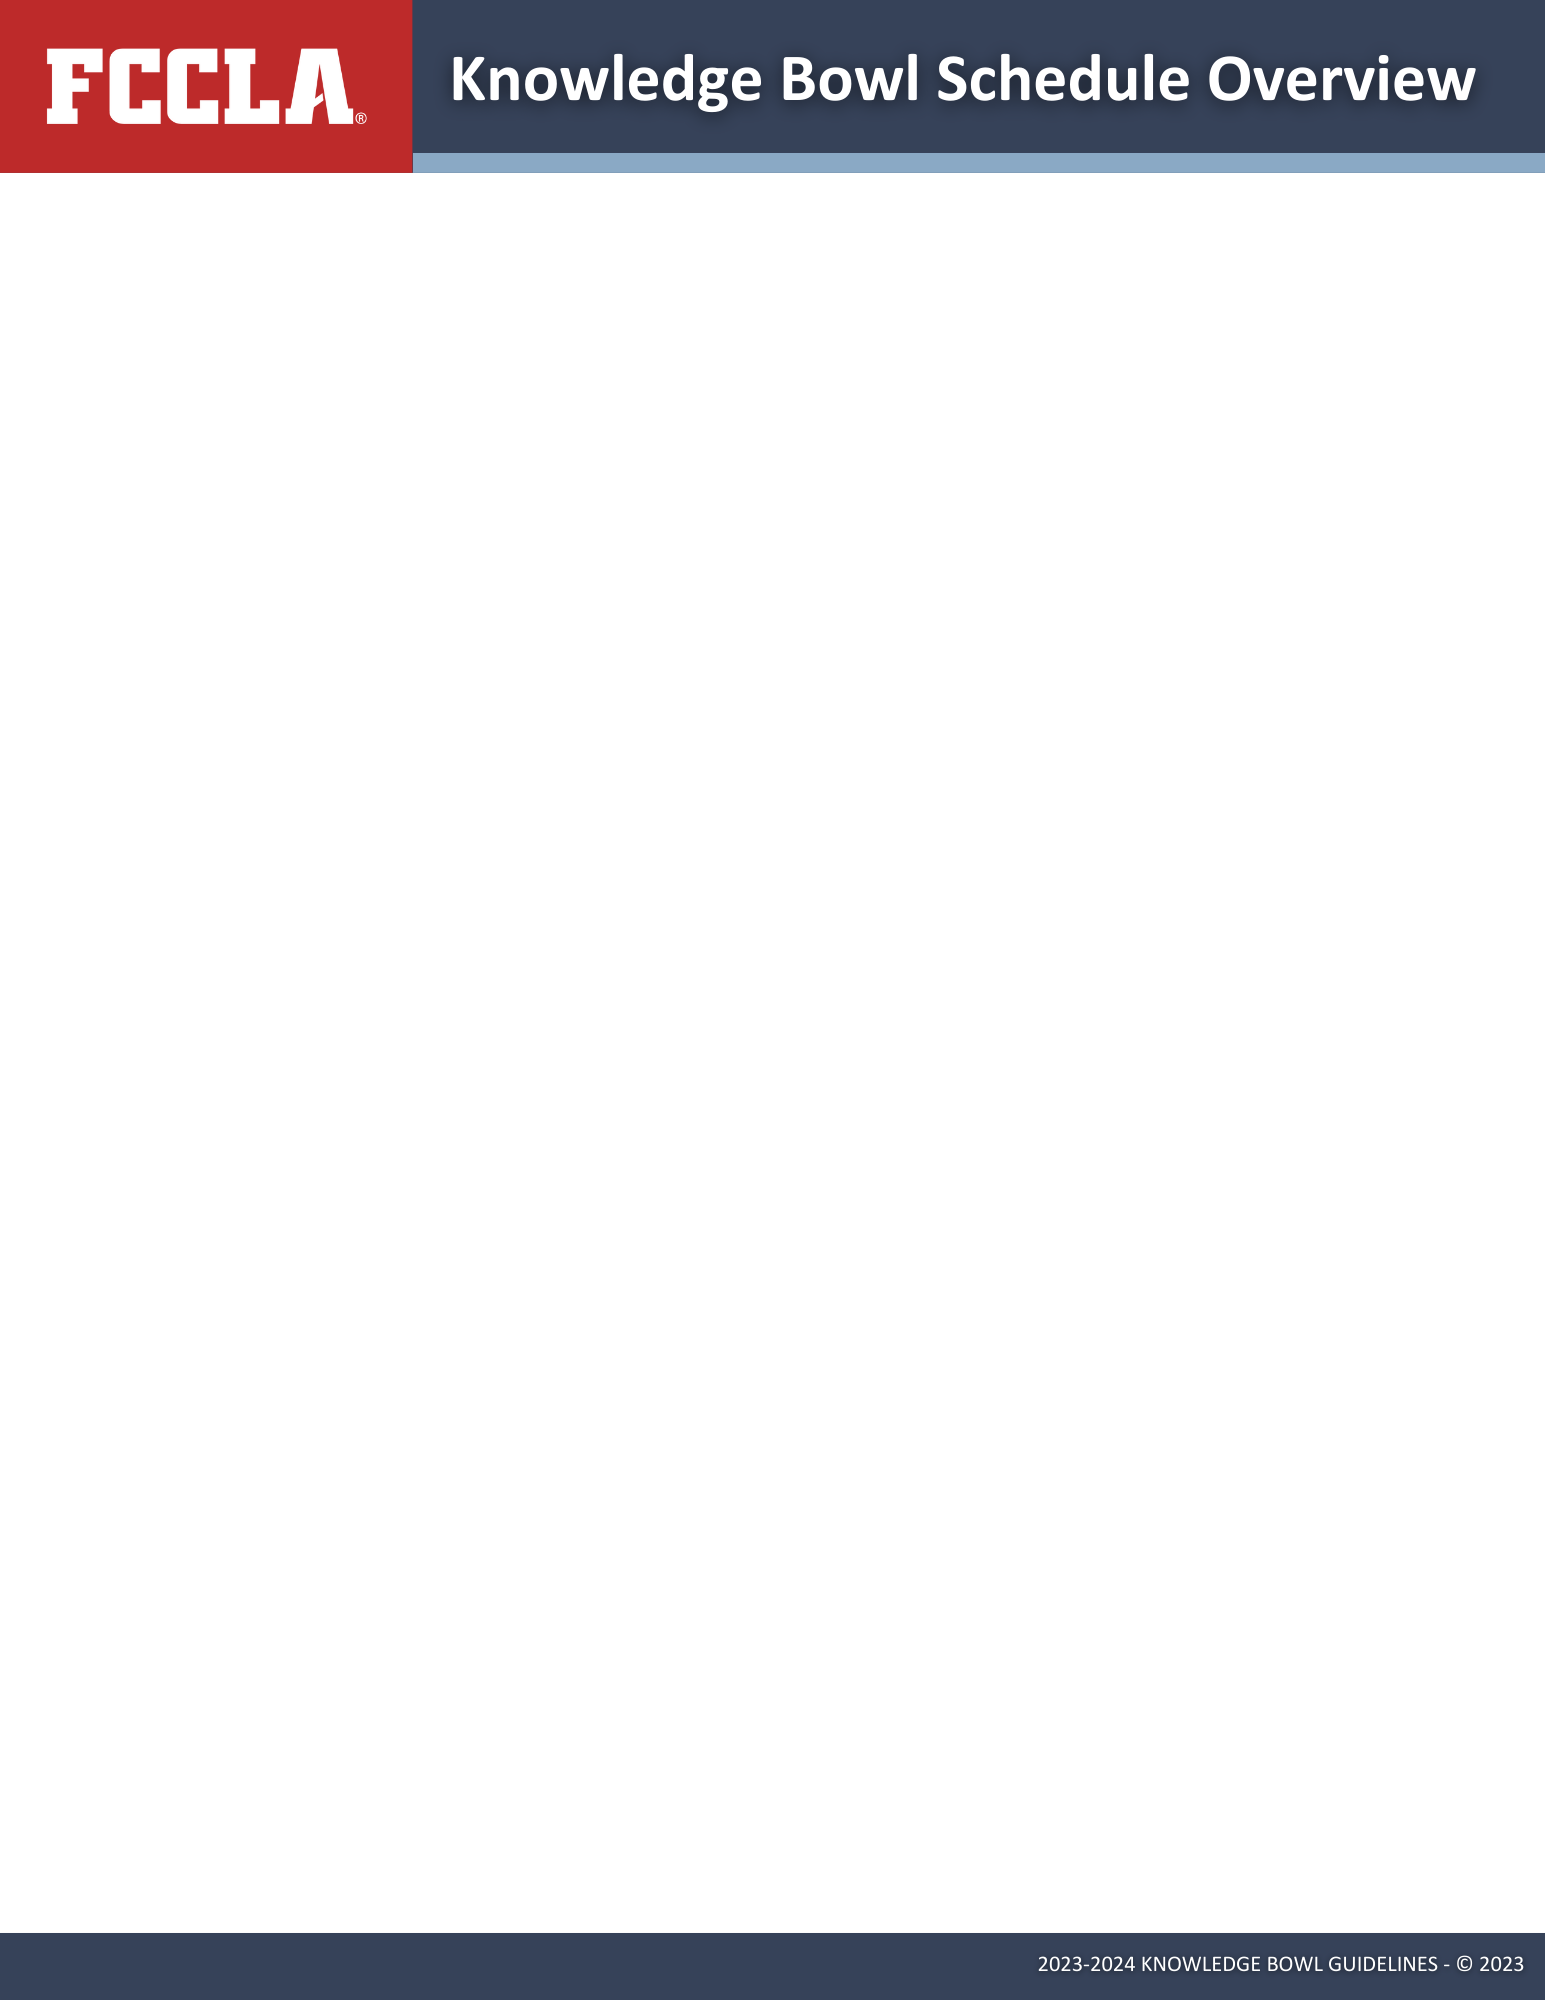 FCCLA®
Knowledge Bowl Schedule Overview
2023-2024 KNOWLEDGE BOWL GUIDELINES - © 2023